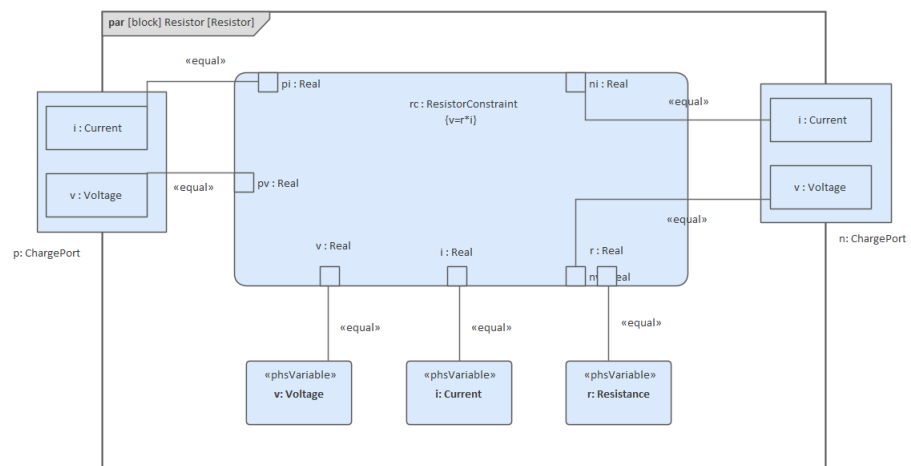 par [block] Resistor [Resistor]
«equal»
pi : Real
ni : Real
«equal»
rc : ResistorConstraint
{v=r*i}
i : Current
i : Current
«equal»
pv : Real
v : Voltage
v : Voltage
«equal»
p: ChargePort
n: ChargePort
v : Real
i : Real
r : Real
«equal»
«equal»
«equal»
«phsVariable»
v: Voltage
«phsVariable»
i: Current
«phsVariable»
r: Resistance